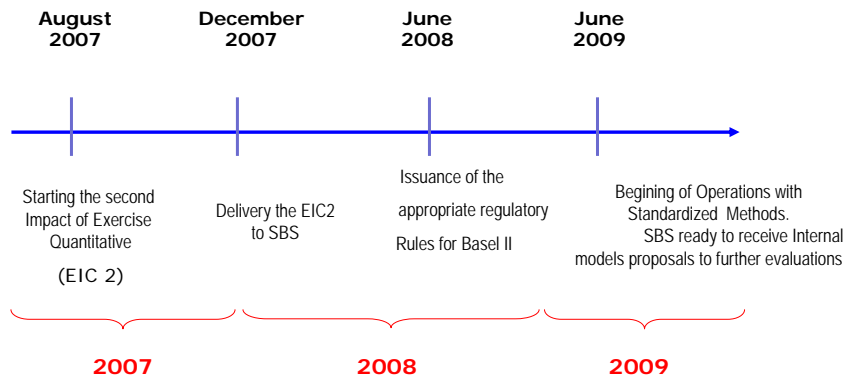 August
2007
December
2007
June
2008
June
2009
Starting the second
Impact of Exercise
Quantitative
(EIC 2)
Delivery the EIC2
to SBS
Issuance of the
appropriate regulatory
Rules for Basel II
Begining of Operations with
Standardized Methods.
SBS ready to receive Internal
models proposals to further evaluations
2007
2008
2009